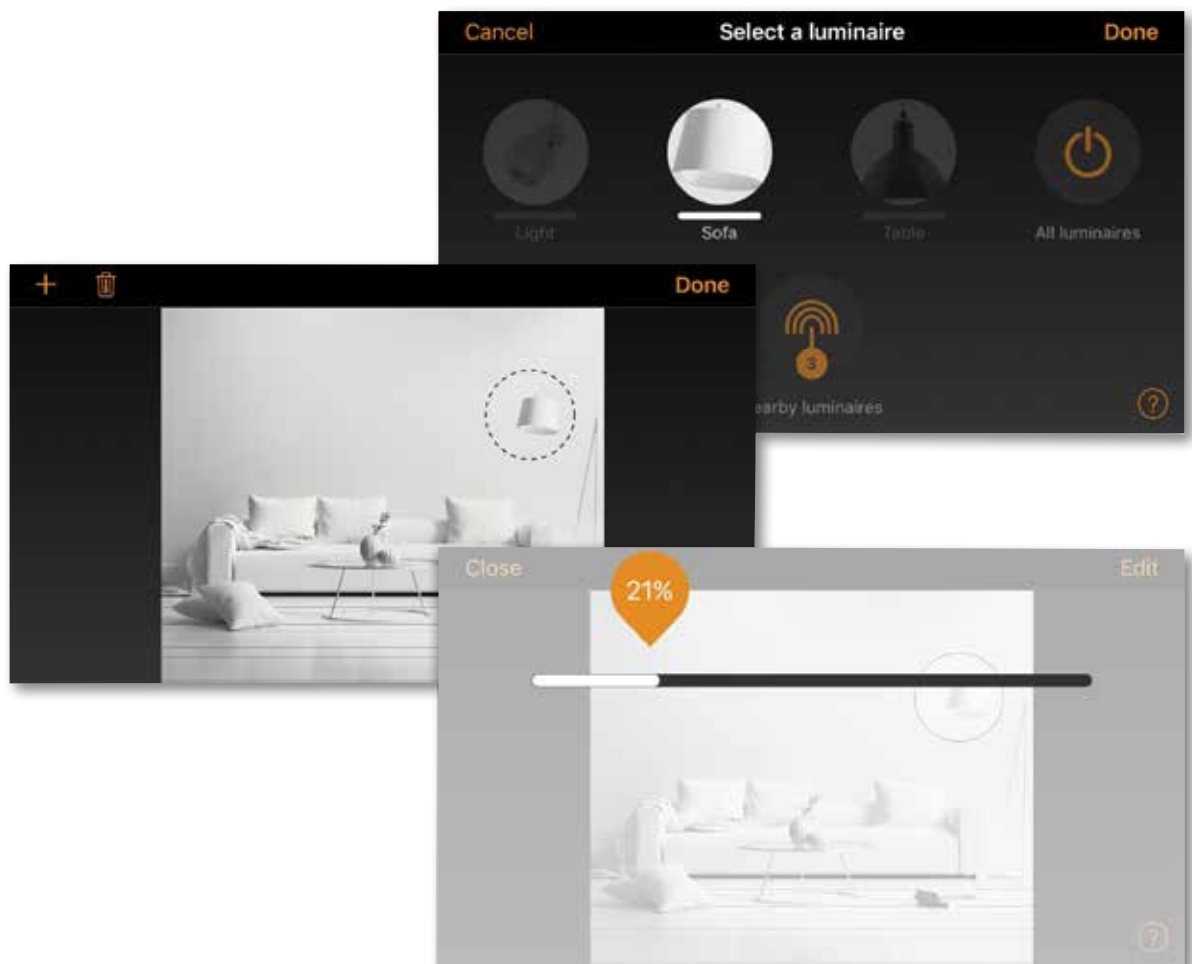 Cancel Select a luminaire Done
Light Sofa Table All luminaires
3
earby luminaires ?
+ Done
Close Edit
21%
?